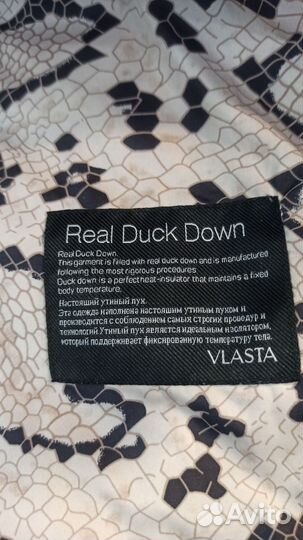 Real Duck Down
Real Duck Down.
This garment is filled with real duck down and is manufactured
following the most rigorous procedures.
Duck down is a perfectheat-insulator that maintains a fixed
body temperature.
Настоящий утиный пух.
Эта одежда наполнена настоящим утиным пухом и
производится с соблюдением самых строгих процедур и
технологий Утиный пух является идеальным изолятором,
который поддерживает фиксированную температуру тела.
VLASTA
Avito